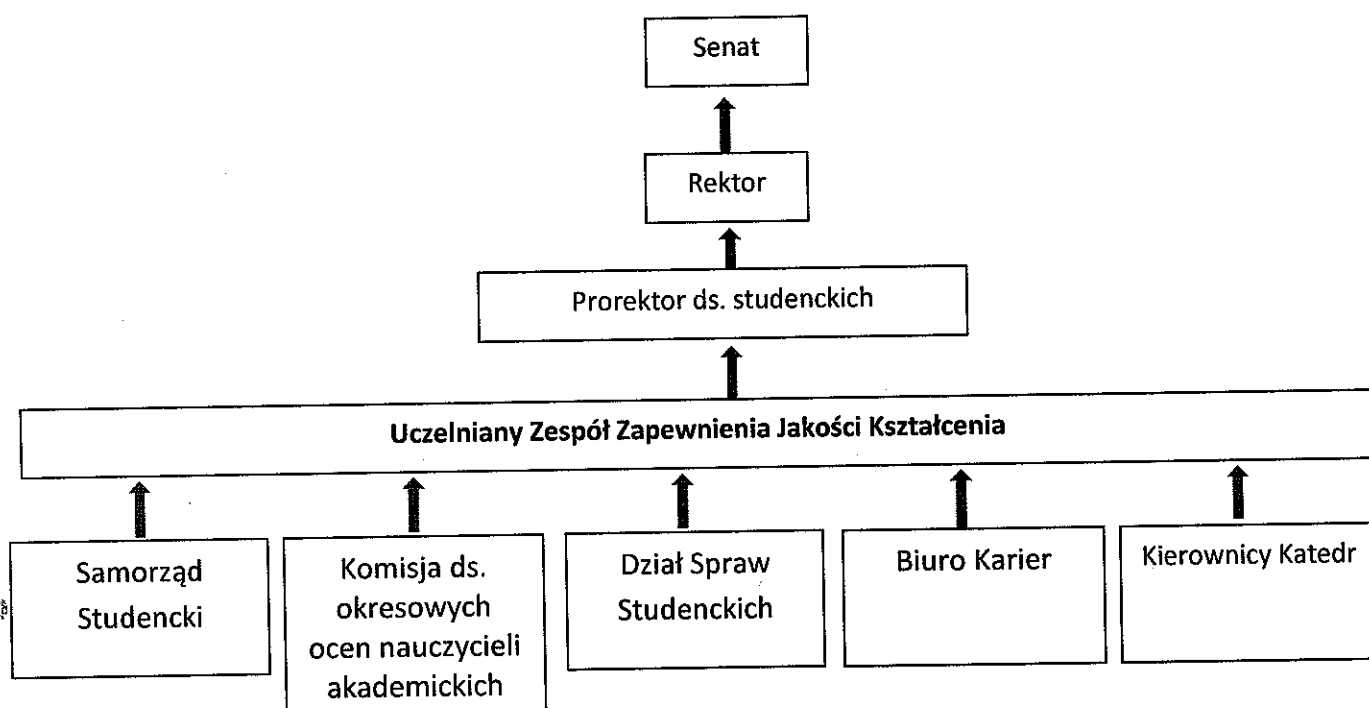 Senat
Rektor
Prorektor ds. studenckich
Uczelniany Zespół Zapewnienia Jakości Kształcenia
Samorząd
Studencki
Komisja ds.
okresowych
ocen nauczycieli
akademickich
Dział Spraw
Studenckich
Biuro Karier
Kierownicy Katedr